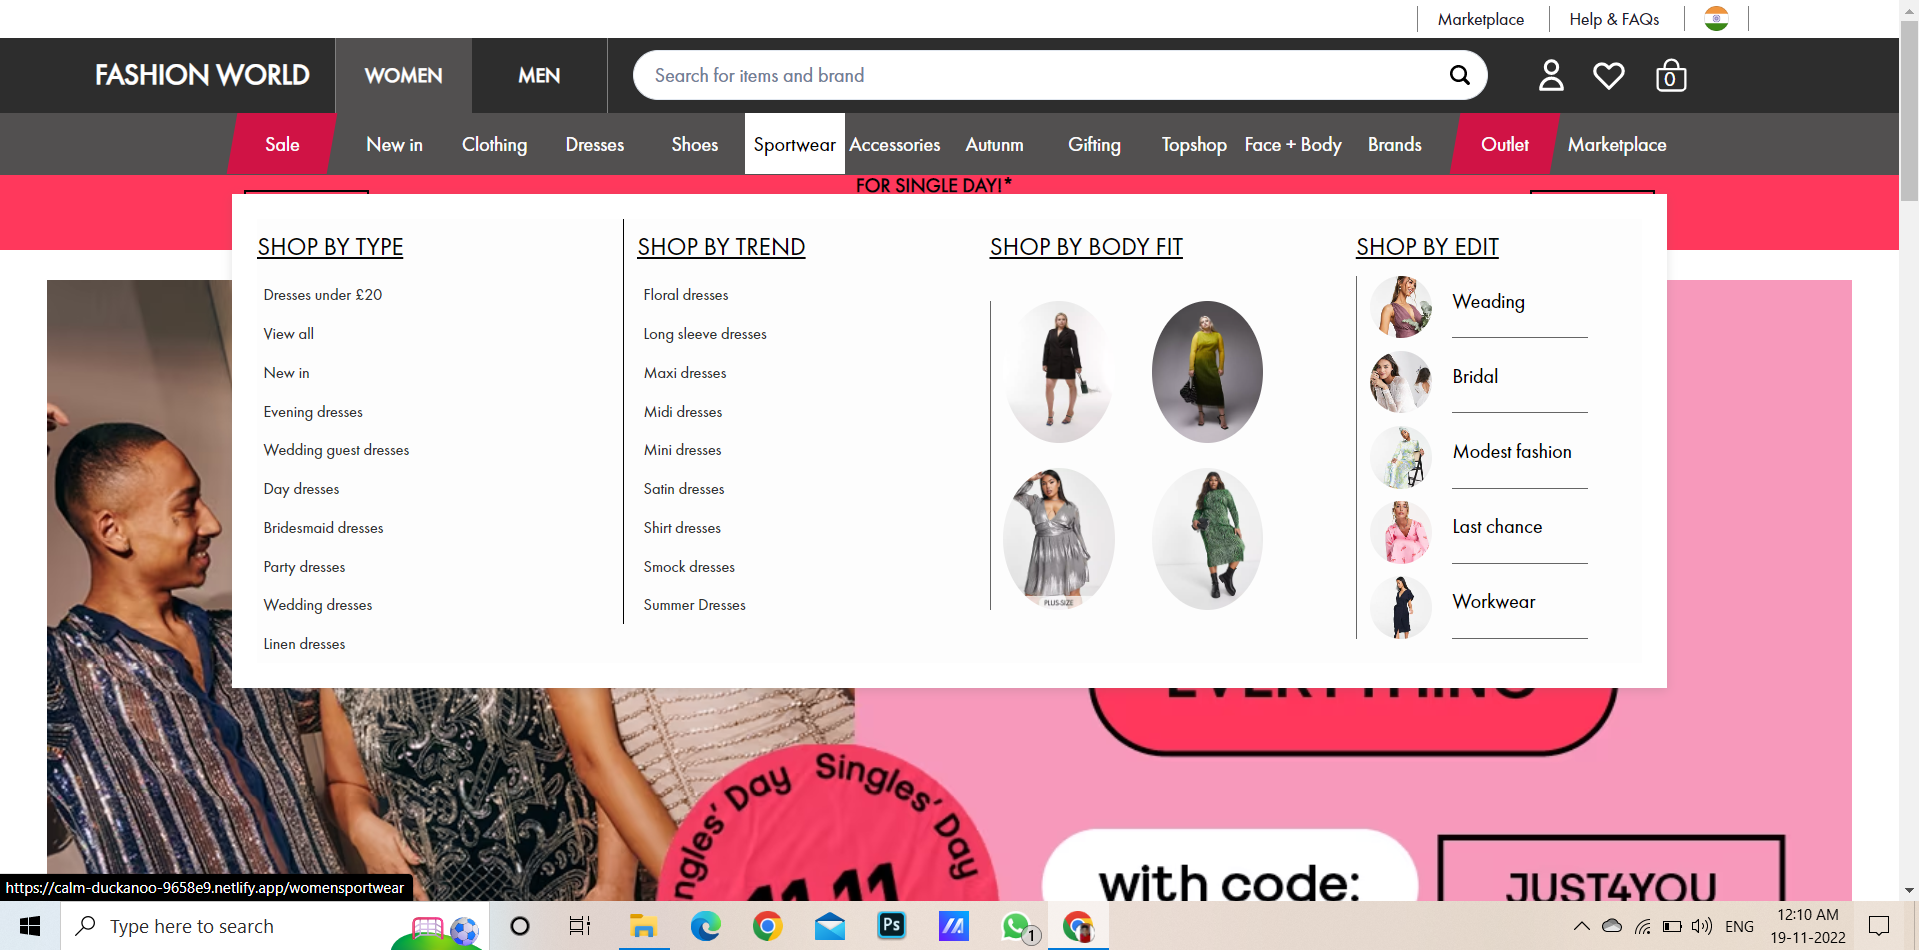 Marketplace
Help & FAQs
FASHION WORLD
WOMEN
MEN
Search for items and brand
0
Sale
New in
Clothing
Dresses
Shoes
Sportwear
Accessories
Autunm
Gifting
Topshop
Face + Body
Brands
Outlet
Marketplace
FOR SINGLE DAY!*
SHOP BY TYPE
Dresses under £20
View all
New in
Evening dresses
Wedding guest dresses
Day dresses
Bridesmaid dresses
Party dresses
Wedding dresses
Linen dresses
SHOP BY TREND
Floral dresses
Long sleeve dresses
Maxi dresses
Midi dresses
Mini dresses
Satin dresses
Shirt dresses
Smock dresses
Summer Dresses
SHOP BY BODY FIT
PLUS-SIZE
SHOP BY EDIT
Weading
Bridal
Modest fashion
Last chance
Workwear
EVERYTHING
ngles' Day Singles' Day
11.11
with code:
JUST4YOU
https://calm-duckanoo-9658e9.netlify.app/womensportwear
Type here to search
Ps
1
ENG
12:10 AM
19-11-2022